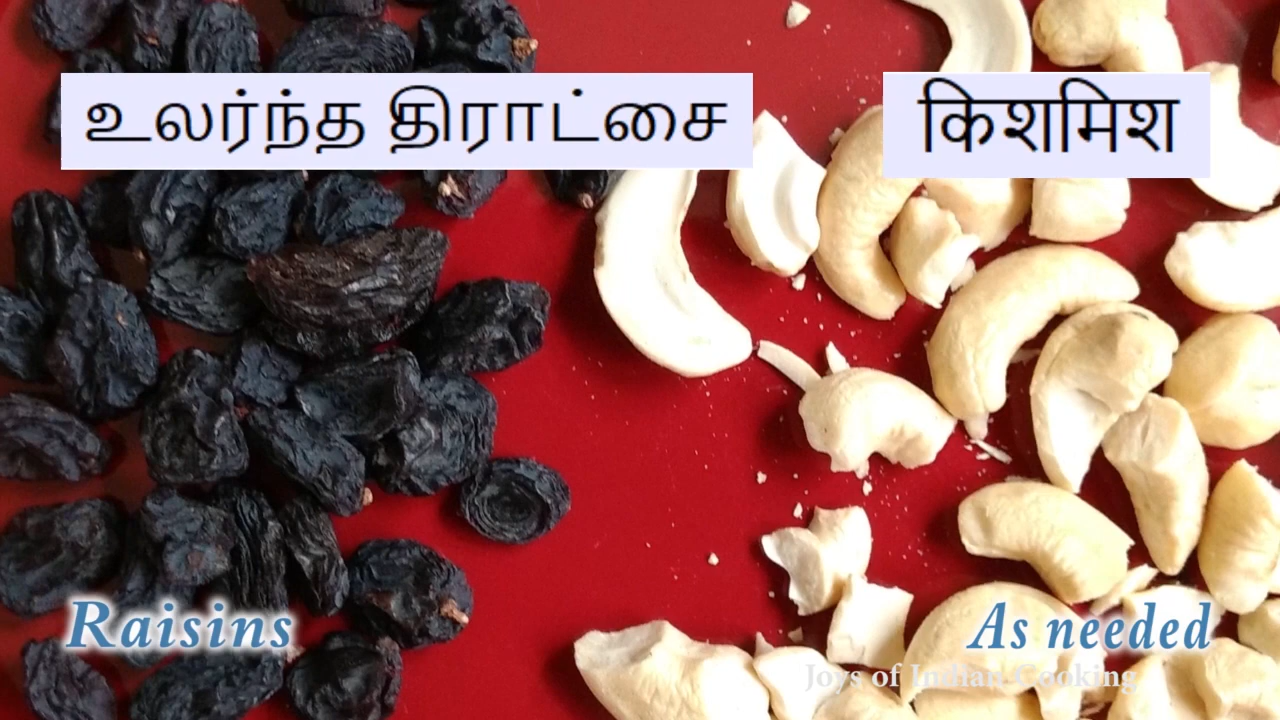 உலர்ந்த திராட்சை
किशमिश
Raisins
As needed
Joys of Indian Cooking